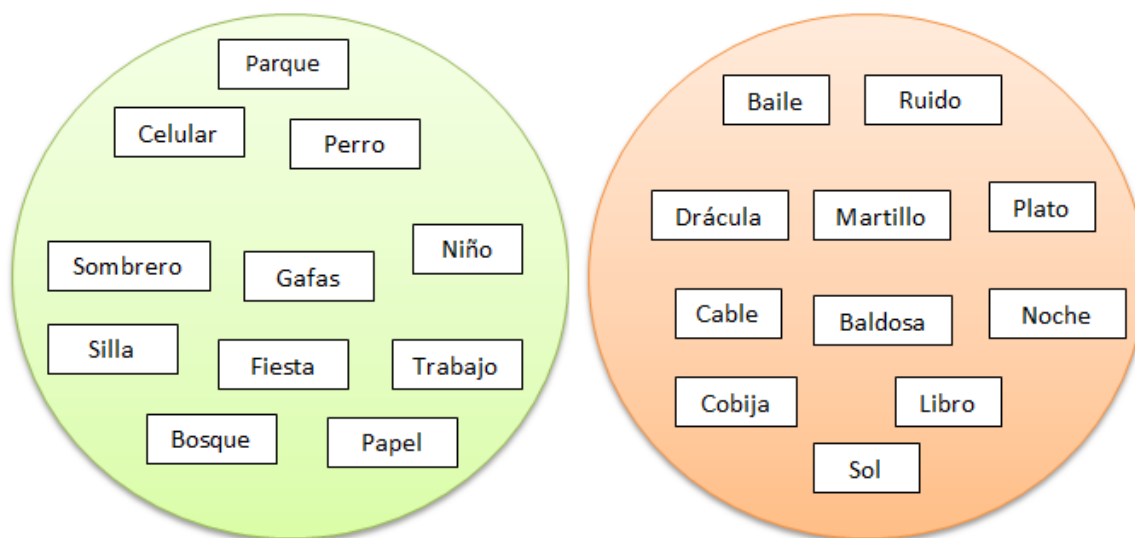 Parque
Celular
Perro
Niño
Sombrero
Gafas
Silla
Fiesta
Trabajo
Bosque
Papel
Baile
Ruido
Drácula
Martillo
Plato
Cable
Baldosa
Noche
Cobija
Libro
Sol